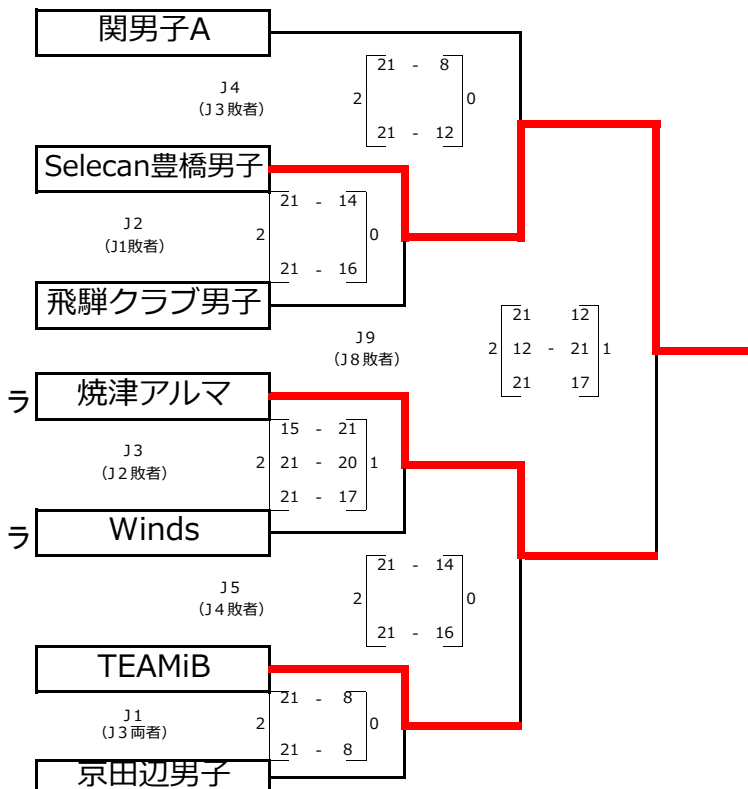 関男子A
21 - 8
J4
2 0
(J3敗者)
21 - 12
Selecan豊橋男子
21 - 14
J2
2 0
(J1敗者)
21 - 16
飛騨クラブ男子
21 12
J9
2 12 - 21 1
(J8敗者)
21 17
ラ 焼津アルマ
15 - 21
J3
2 21 - 20 1
(J2敗者)
21 - 17
ラ Winds
21 - 14
J5
2 0
(J4敗者)
21 - 16
TEAMiB
21 - 8
J1
2 0
(J3両者)
21 - 8
京田辺男子